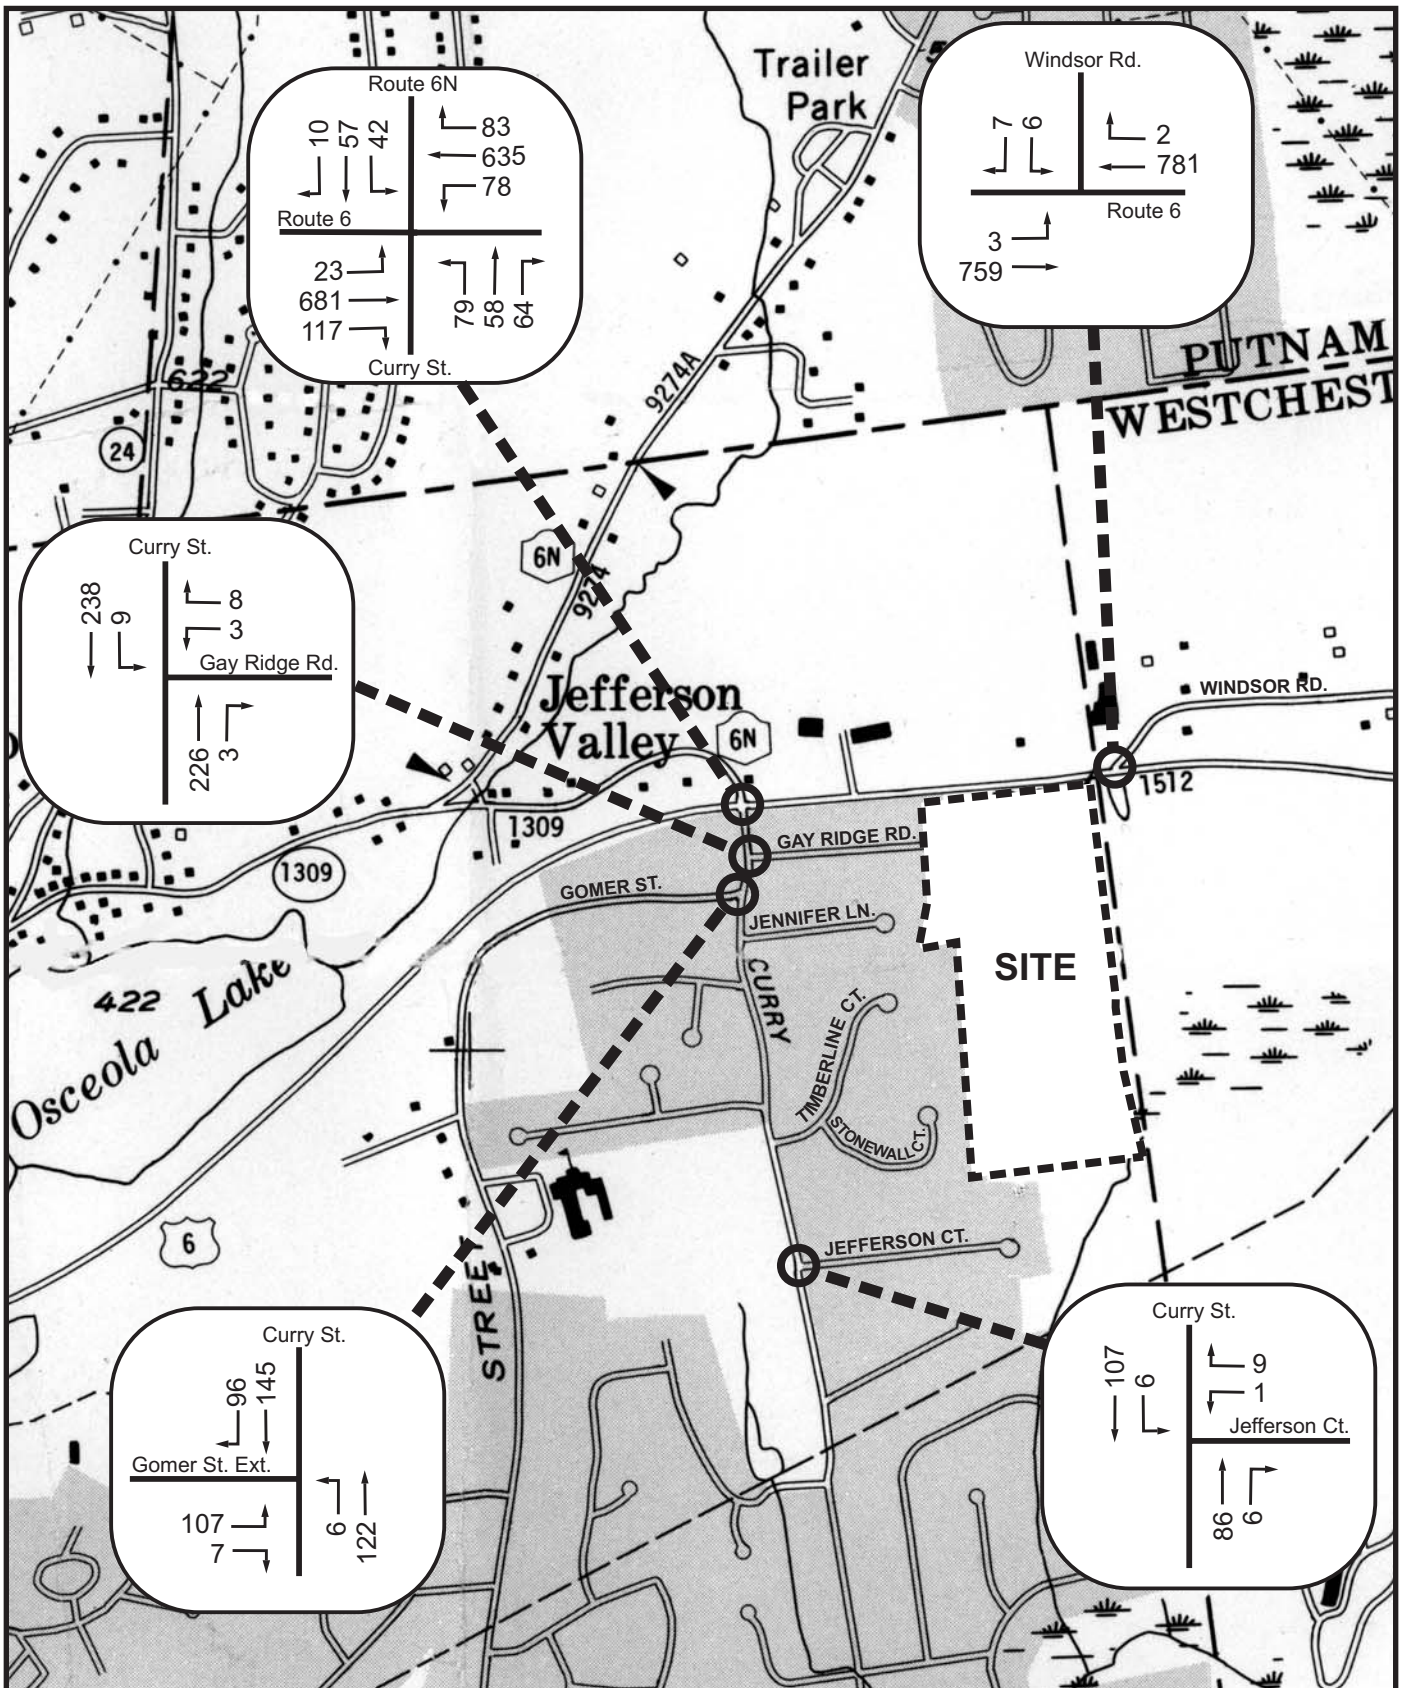 Trailer
Park
Route 6N
10
57
42
83
635
78
Route 6
23
681
117
79
58
64
Curry St.
Windsor Rd.
7
6
2
781
Route 6
3
759
PUTNAM
WESTCHEST
622
24
9274A
6N
9274
Curry St.
238
9
8
3
Gay Ridge Rd.
226
3
Jefferson
Valley
6N
WINDSOR RD.
1512
1309
GAY RIDGE RD.
1309
GOMER ST.
JENNIFER LN.
SITE
CURRY
422
Lake
Osceola
TIMBERLINE CT.
STONEWALL CT.
6
JEFFERSON CT.
STREET
Curry St.
96
145
Gomer St. Ext.
107
7
6
122
Curry St.
107
6
9
1
Jefferson Ct.
86
6